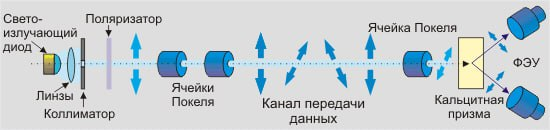 Свето-
излучающий
диод
Поляризатор
Линзы
Коллиматор
Ячейки
Покеля
Канал передачи
данных
Ячейка Покеля
ФЭУ
Кальцитная
призма